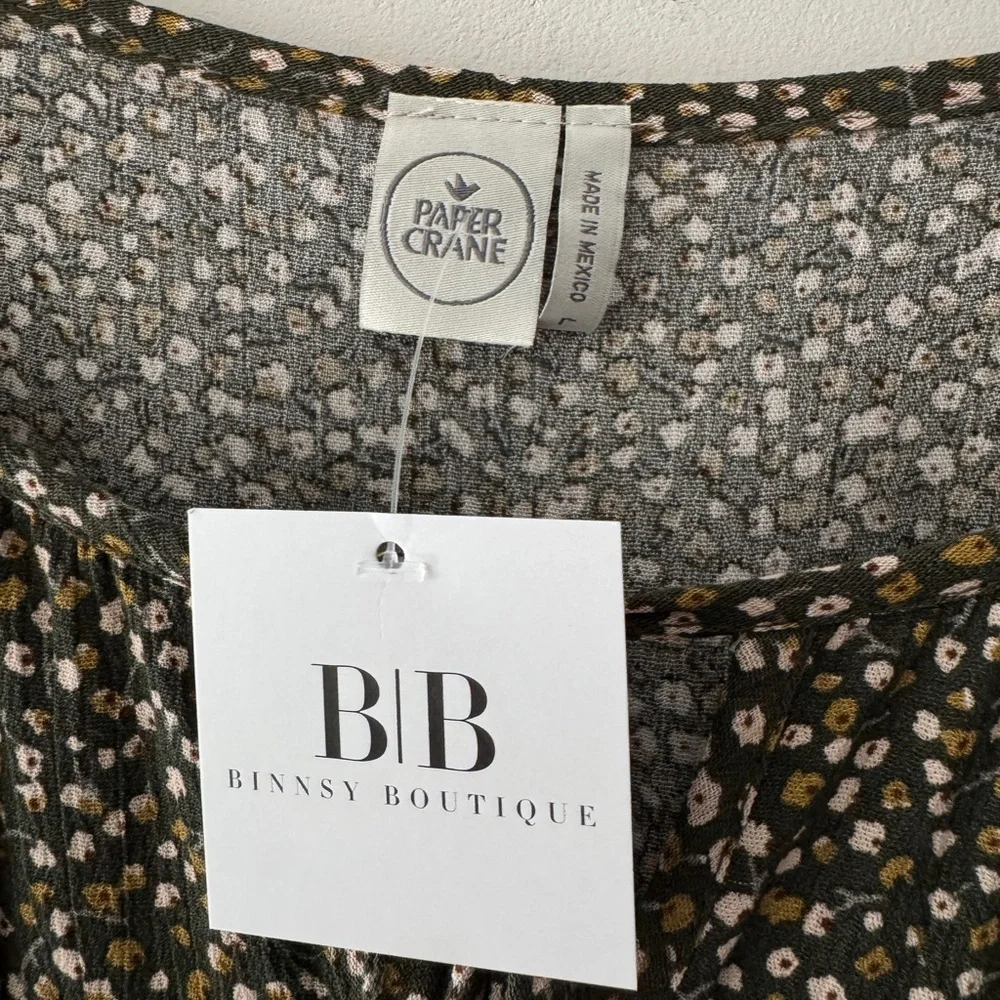 PAPER
CRANE
MADE IN MEXICO L
B|B
BINNSY BOUTIQUE